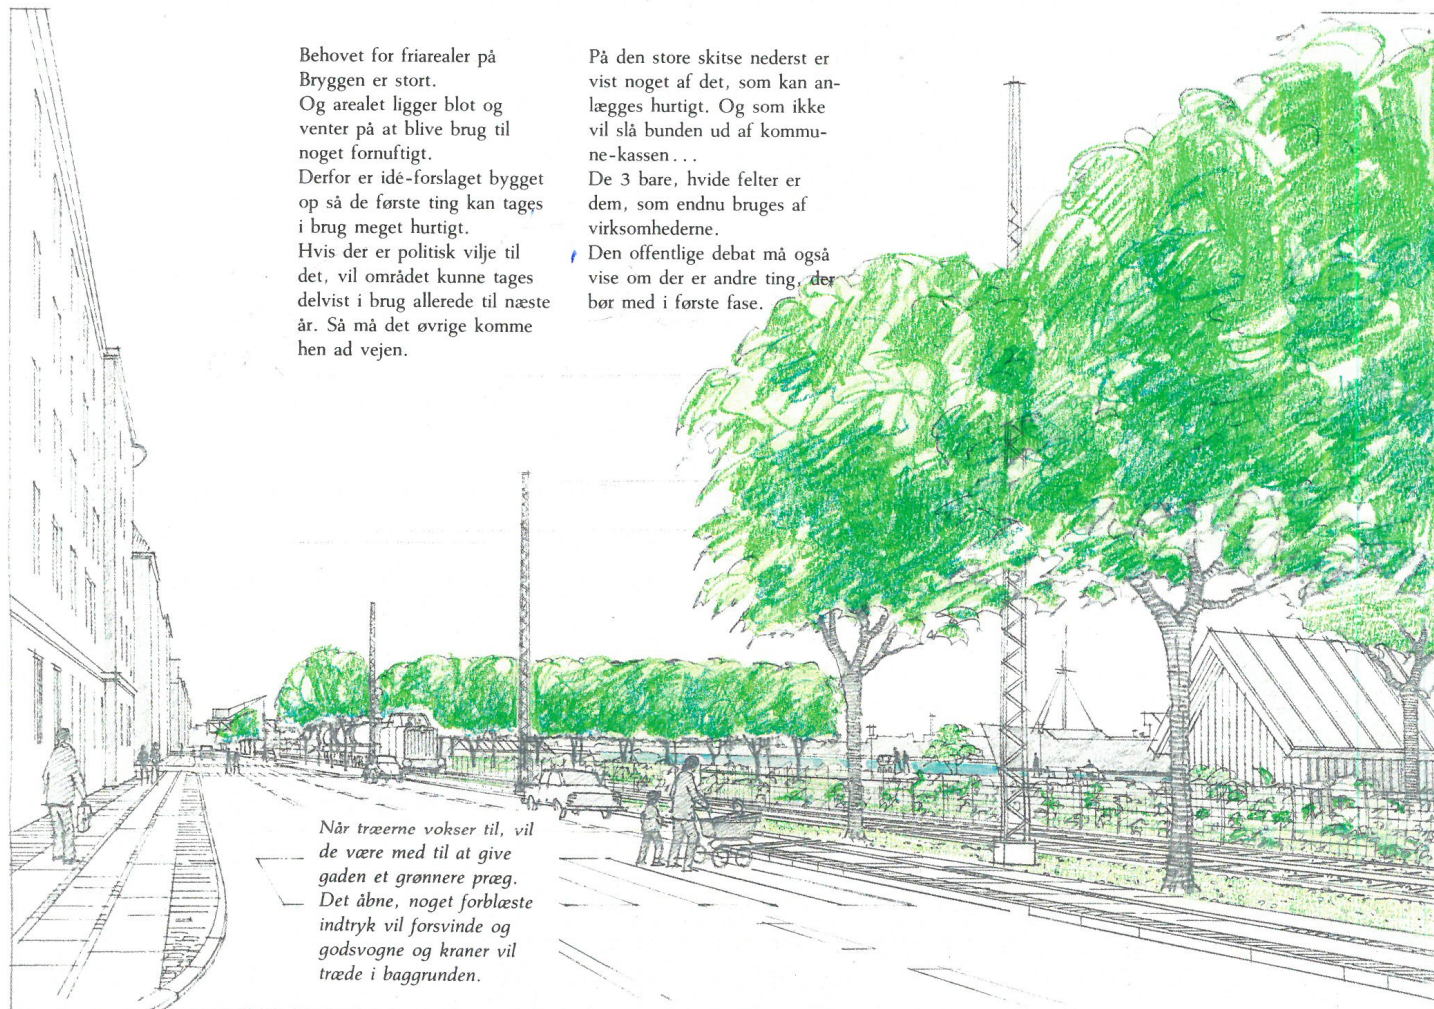 Behovet for friarealer på
Bryggen er stort.
Og arealet ligger blot og
venter på at blive brug til
noget fornuftigt.
Derfor er idé-forslaget bygget
op så de første ting kan tages
i brug meget hurtigt.
Hvis der er politisk vilje til
det, vil området kunne tages
delvist i brug allerede til næste
år. Så må det øvrige komme
hen ad vejen.
På den store skitse nederst er
vist noget af det, som kan an-
lægges hurtigt. Og som ikke
vil slå bunden ud af kommu-
ne-kassen...
De 3 bare, hvide felter er
dem, som endnu bruges af
virksomhederne.
Den offentlige debat må også
vise om der er andre ting, der
bør med i første fase.
Når træerne vokser til, vil
de være med til at give
gaden et grønnere præg.
Det åbne, noget forblæste
indtryk vil forsvinde og
godsvogne og kraner vil
træde i baggrunden.